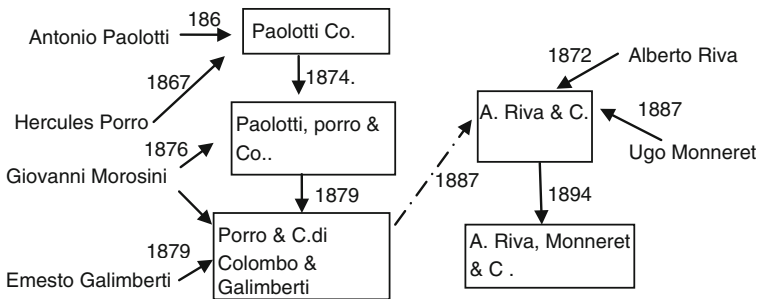 Antonio Paolotti
186
Paolotti Co.
1867
1874.
Hercules Porro
Paolotti, porro &
Co..
1876
Giovanni Morosini
1879
1879
Emesto Galimberti
Porro & C.di
Colombo &
Galimberti
1887
1872
Alberto Riva
A. Riva & C.
1887
Ugo Monneret
1894
A. Riva, Monneret
& C .